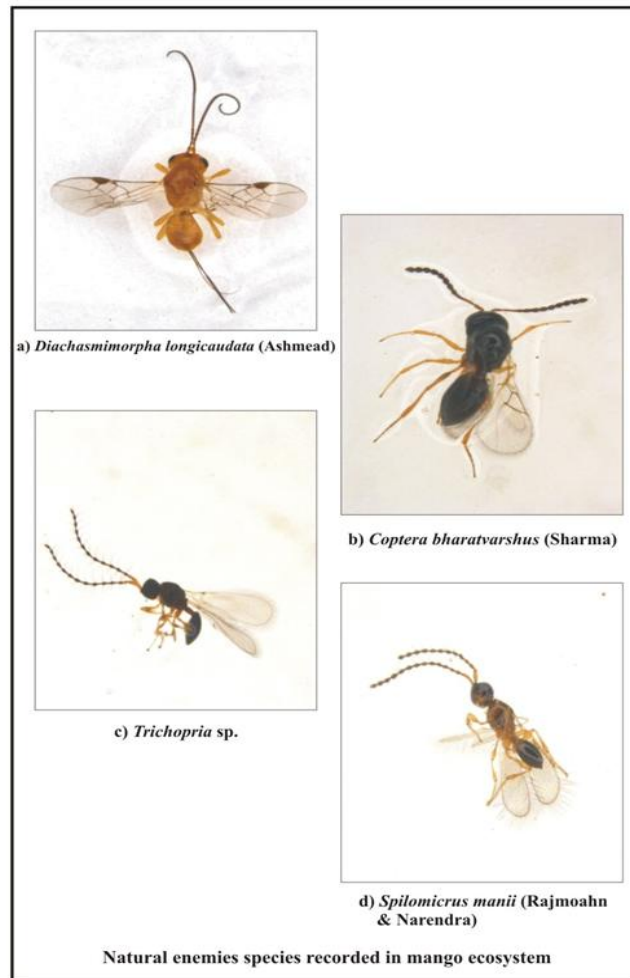 a) Diachasmimorpha longicaudata (Ashmead)
b) Coptera bharatvarshus (Sharma)
c) Trichopria sp.
d) Spilomicrus manii (Rajmoahn
& Narendra)
Natural enemies species recorded in mango ecosystem